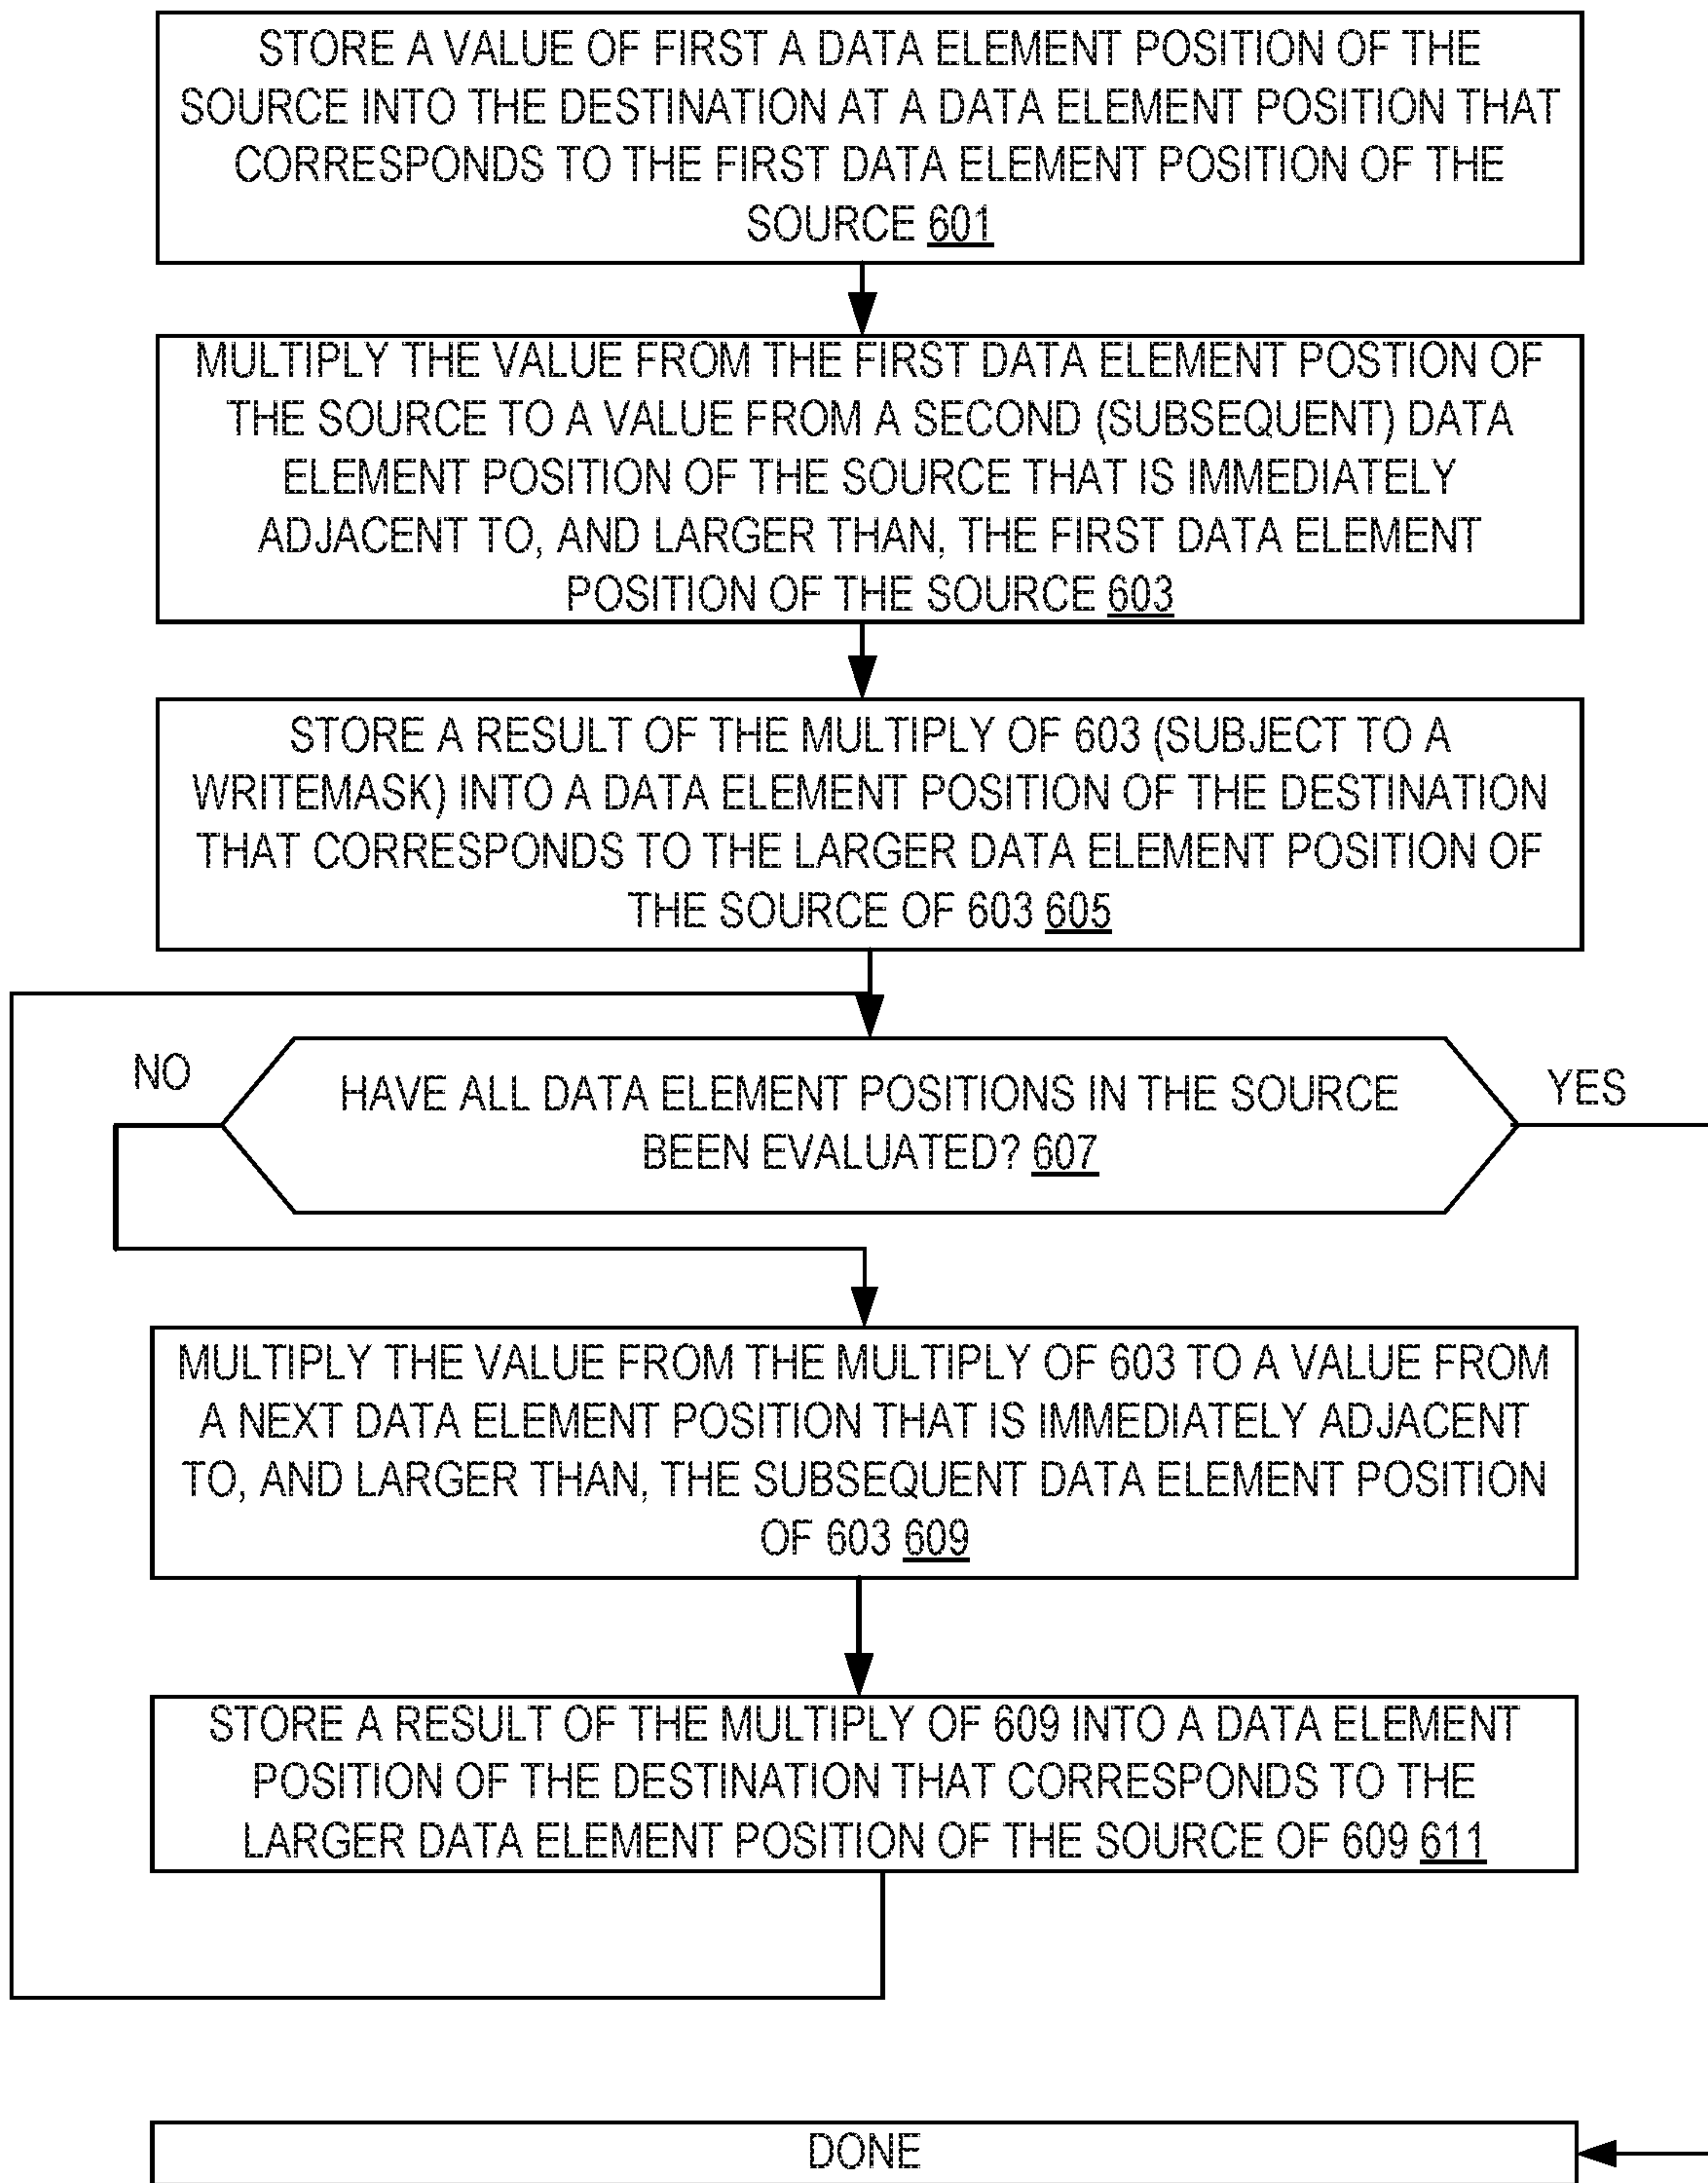 STORE A VALUE OF FIRST A DATA ELEMENT POSITION OF THE
SOURCE INTO THE DESTINATION AT A DATA ELEMENT POSITION THAT
CORRESPONDS TO THE FIRST DATA ELEMENT POSITION OF THE
SOURCE 601
MULTIPLY THE VALUE FROM THE FIRST DATA ELEMENT POSTION OF
THE SOURCE TO A VALUE FROM A SECOND (SUBSEQUENT) DATA
ELEMENT POSITION OF THE SOURCE THAT IS IMMEDIATELY
ADJACENT TO, AND LARGER THAN, THE FIRST DATA ELEMENT
POSITION OF THE SOURCE 603
STORE A RESULT OF THE MULTIPLY OF 603 (SUBJECT TO A
WRITEMASK) INTO A DATA ELEMENT POSITION OF THE DESTINATION
THAT CORRESPONDS TO THE LARGER DATA ELEMENT POSITION OF
THE SOURCE OF 603 605
NO
HAVE ALL DATA ELEMENT POSITIONS IN THE SOURCE
BEEN EVALUATED? 607
YES
MULTIPLY THE VALUE FROM THE MULTIPLY OF 603 TO A VALUE FROM
A NEXT DATA ELEMENT POSITION THAT IS IMMEDIATELY ADJACENT
TO, AND LARGER THAN, THE SUBSEQUENT DATA ELEMENT POSITION
OF 603 609
STORE A RESULT OF THE MULTIPLY OF 609 INTO A DATA ELEMENT
POSITION OF THE DESTINATION THAT CORRESPONDS TO THE
LARGER DATA ELEMENT POSITION OF THE SOURCE OF 609 611
DONE